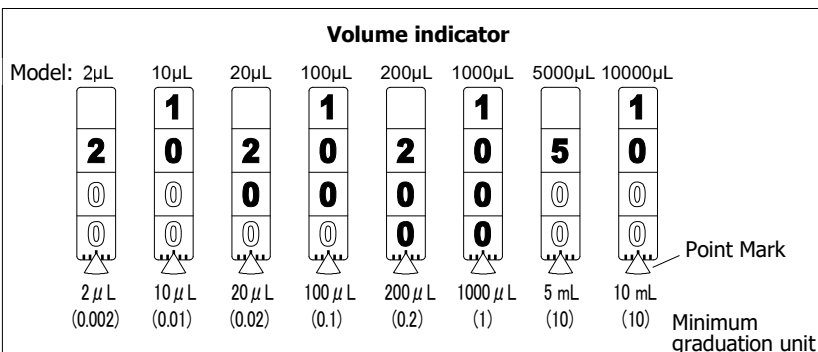 Volume indicator
Model: 2μL 10μL 20μL 100μL 200μL 1000μL 5000μL 10000μL
1 1 1 1
2 0 2 0 2 0 5 0
0 0 0 0 0 0 0 0
0 0 0 0 0 0 0 0
Point Mark
2 μ L 10 μ L 20 μ L 100 μ L 200 μ L 1000 μ L 5 mL 10 mL
(0.002) (0.01) (0.02) (0.1) (0.2) (1) (10) (10) Minimum
graduation unit